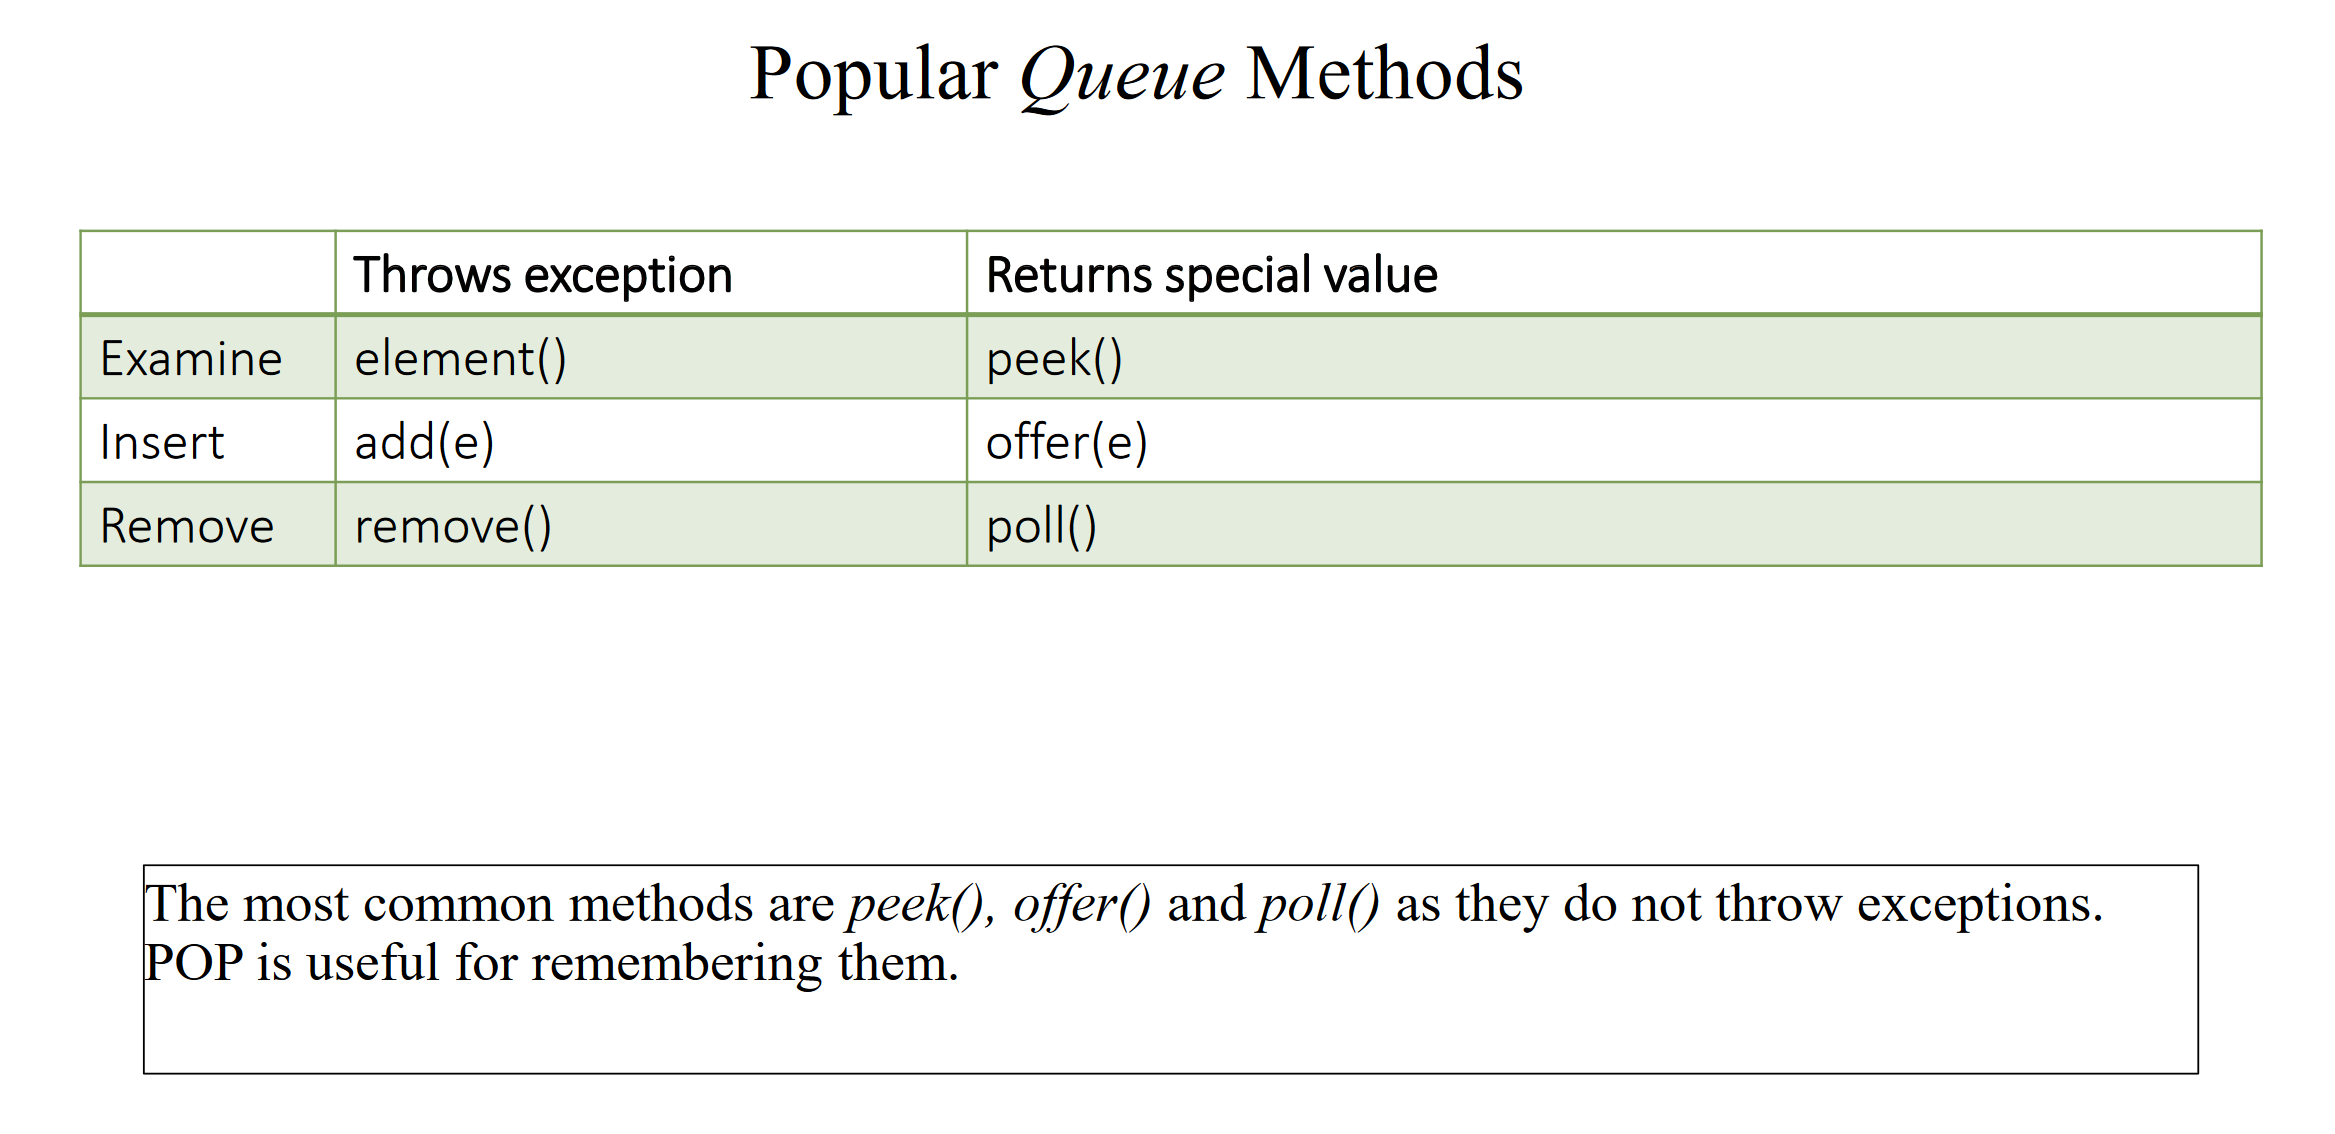 Popular Queue Methods
Throws exception Returns special value
Examine element() peek()
Insert add(e) offer(e)
Remove remove() poll()
The most common methods are peek(), offer() and poll() as they do not throw exceptions.
POP is useful for remembering them.